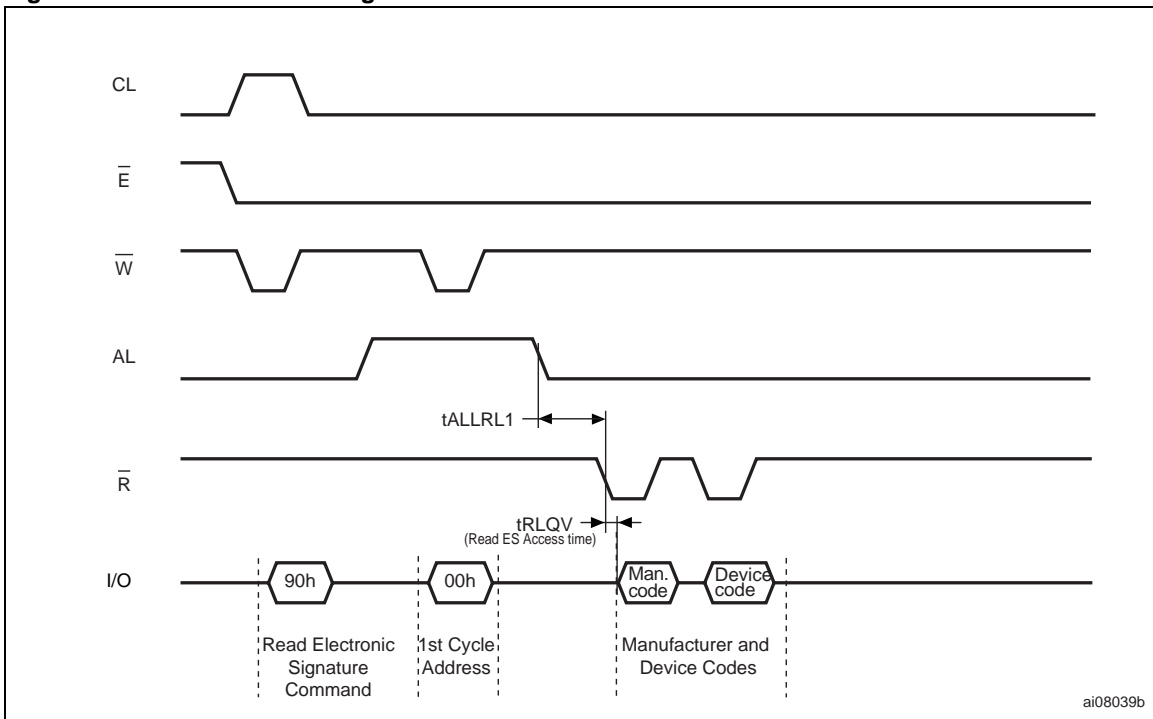 CL
E
W
AL
tALLRL1
R
tRLQV
(Read ES Access time)
I/O
90h
00h
Man.
code
Device
code
Read Electronic
Signature
Command
1st Cycle
Address
Manufacturer and
Device Codes
ai08039b